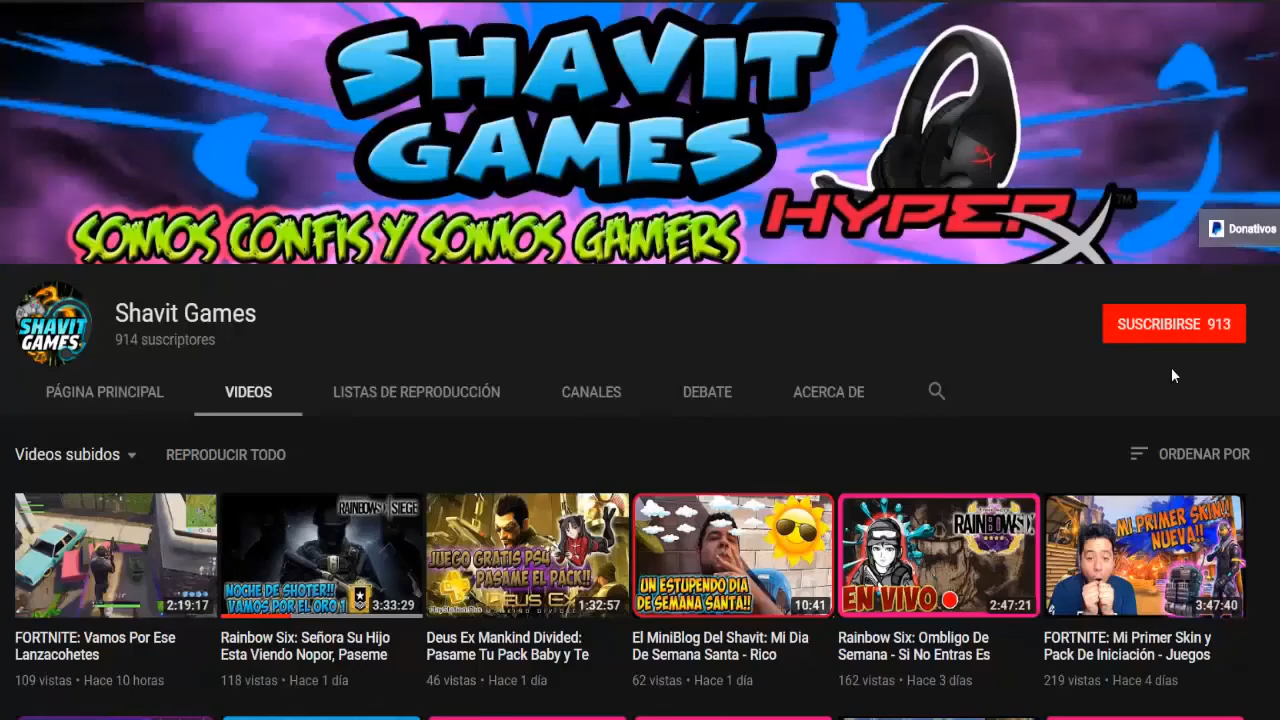 SHAVIT
GAMES
SOMOS CONFIS Y SOMOS GAMERS
HYPERX
TM
Donativos
SHAVIT
GAMES
Shavit Games
914 suscriptores
SUSCRIBIRSE 913
PÁGINA PRINCIPAL
VIDEOS
LISTAS DE REPRODUCCIÓN
CANALES
DEBATE
ACERCA DE
Videos subidos
REPRODUCIR TODO
ORDENAR POR
2:19:17
FORTNITE: Vamos Por Ese
Lanzacohetes
109 vistas • Hace 10 horas
RAINBOW SIX SIEGE
NOCHE DE SHOTER!!
VAMOS POR EL ORO 1
3:33:29
Rainbow Six: Señora Su Hijo
Esta Viendo Nopor, Paseme
118 vistas • Hace 1 día
JUEGO GRATIS PS4
PASAME EL PACK!!
PlayStation Plus
DEUS EX
MANKIND DIVIDED
1:32:57
Deus Ex Mankind Divided:
Pasame Tu Pack Baby y Te
46 vistas • Hace 1 día
UN ESTUPENDO DIA
DE SEMANA SANTA!!
10:41
El MiniBlog Del Shavit: Mi Dia
De Semana Santa - Rico
62 vistas • Hace 1 día
RAINBOWSIX
EN VIVO
2:47:21
Rainbow Six: Ombligo De
Semana - Si No Entras Es
162 vistas • Hace 3 días
MI PRIMER SKIN!!
NUEVA!!
3:47:40
FORTNITE: Mi Primer Skin y
Pack De Iniciación - Juegos
219 vistas • Hace 4 días